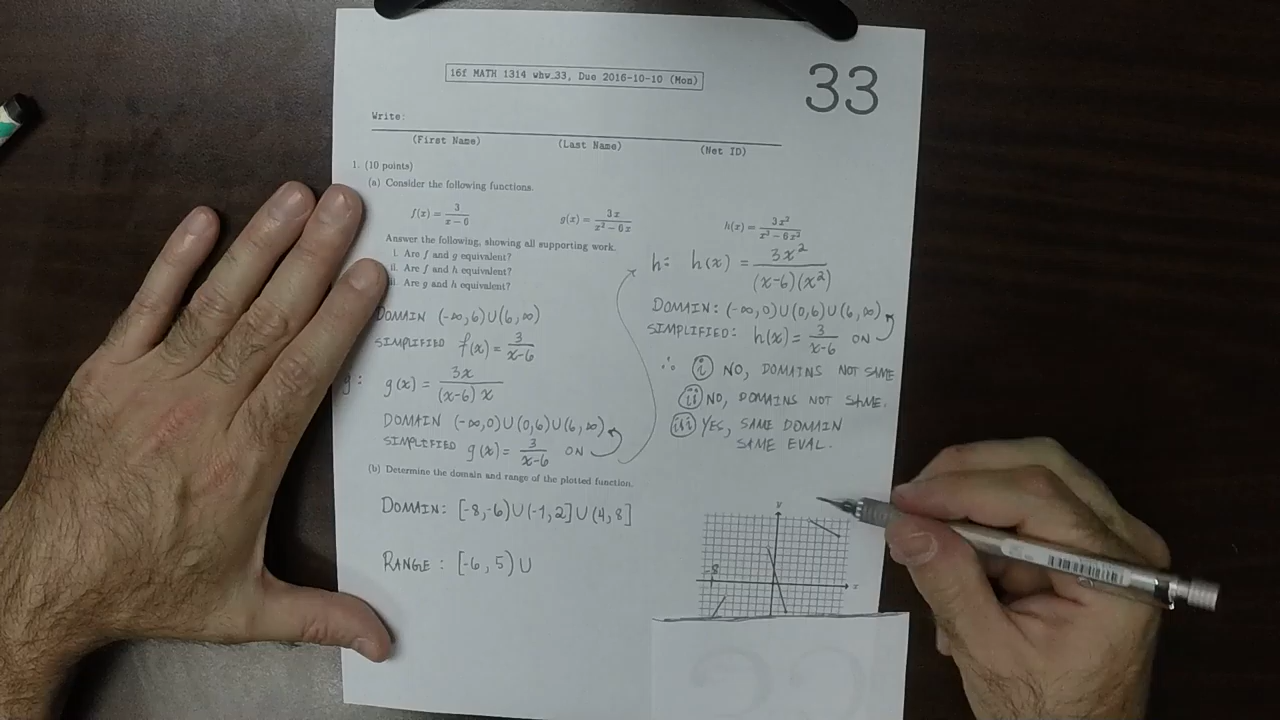 16f MATH 1314 whw_33, Due 2016-10-10 (Mon)
33
Write:
(First Name) (Last Name) (Net ID)
1. (10 points)
(a) Consider the following functions.
f(x) = 3/(x − 6) g(x) = 3x/(x² − 6x) h(x) = 3x²/(x³ − 6x²)
Answer the following, showing all supporting work.
i. Are f and g equivalent?
ii. Are f and h equivalent?
iii. Are g and h equivalent?
DOMAIN (-∞,6)∪(6,∞)
SIMPLIFIED f(x) = 3/(x-6)
g: g(x) = 3x/((x-6) x)
DOMAIN (-∞,0)∪(0,6)∪(6,∞)
SIMPLIFIED g(x) = 3/(x-6) ON
h: h(x) = 3x²/((x-6)(x²))
DOMAIN: (-∞,0)∪(0,6)∪(6,∞)
SIMPLIFIED: h(x) = 3/(x-6) ON
∴ (i) NO, DOMAINS NOT SAME
(ii) NO, DOMAINS NOT SAME.
(iii) YES, SAME DOMAIN
SAME EVAL.
(b) Determine the domain and range of the plotted function.
DOMAIN: [-8,-6)∪(-1,2]∪(4,8]
RANGE : [-6,5)∪
y
-8
x